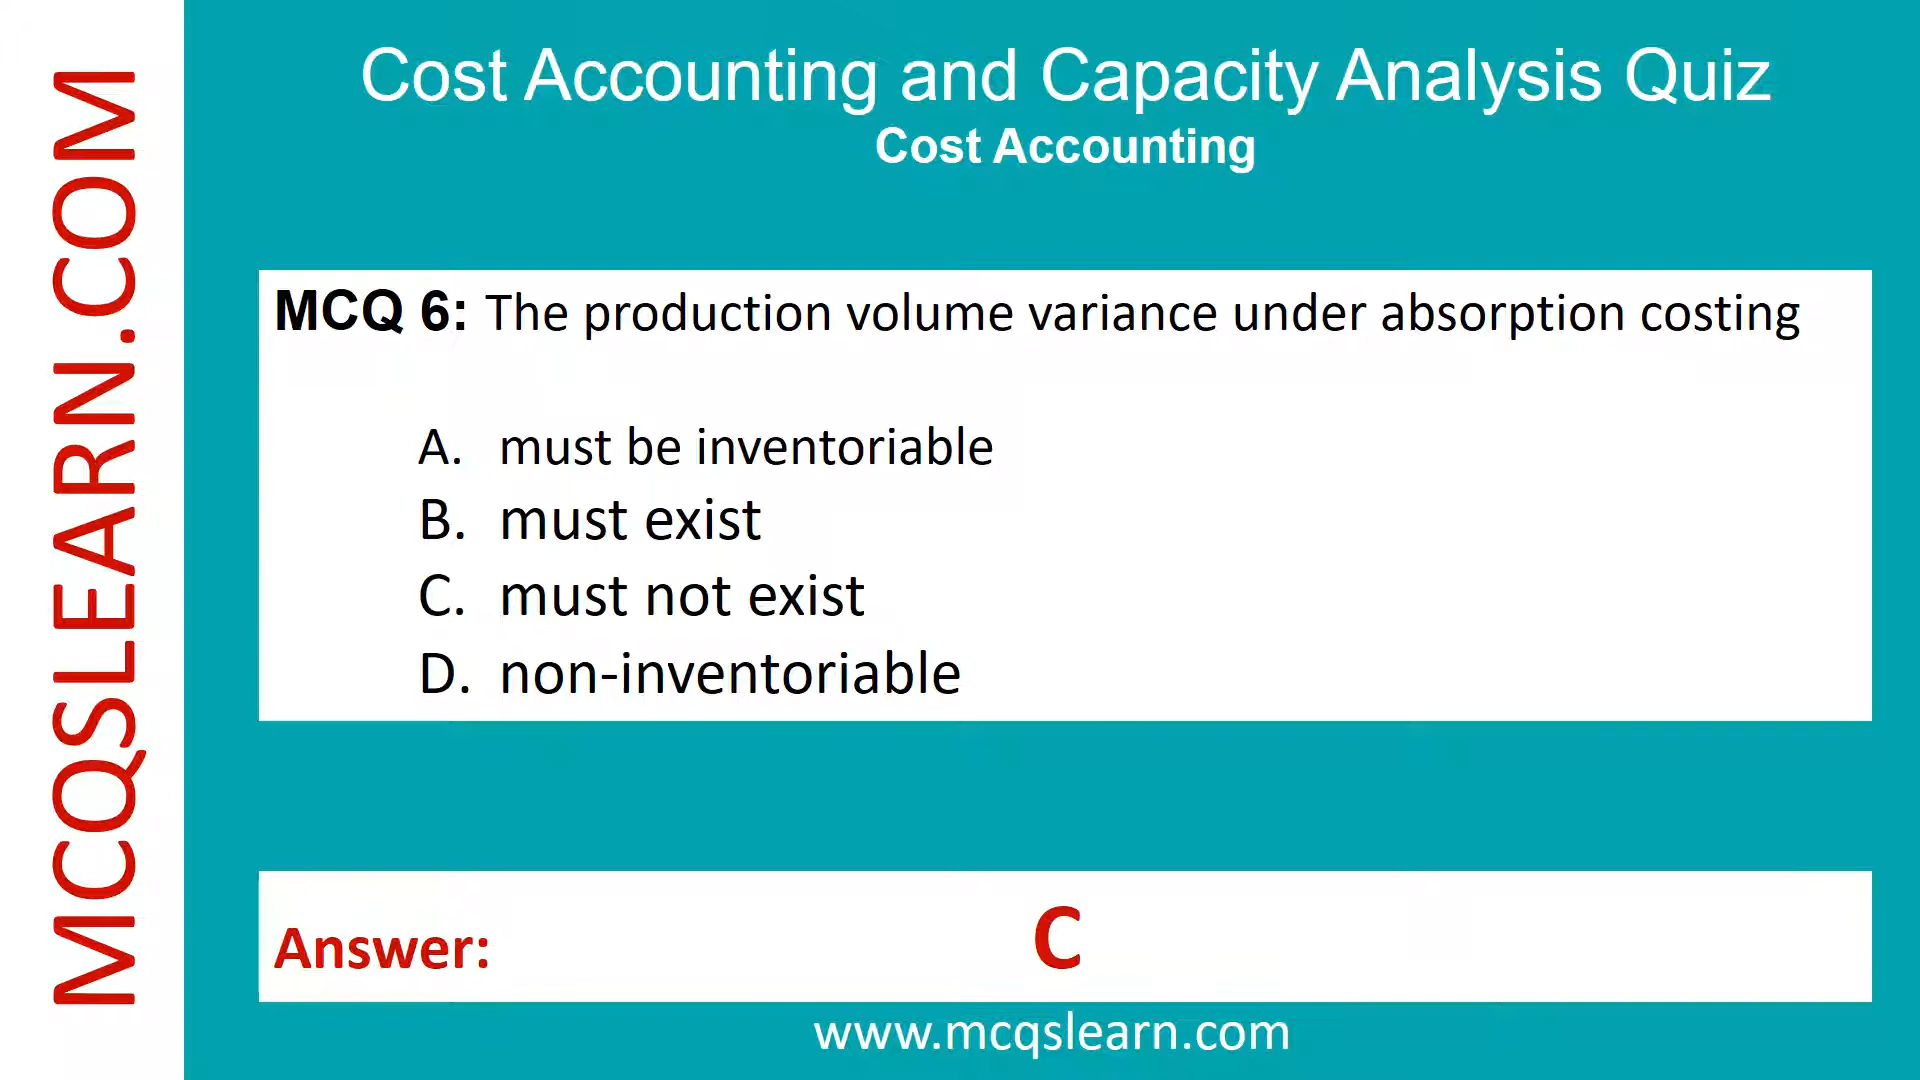 MCQSLEARN.COM
Cost Accounting and Capacity Analysis Quiz
Cost Accounting
MCQ 6: The production volume variance under absorption costing
A. must be inventoriable
B. must exist
C. must not exist
D. non-inventoriable
Answer: C
www.mcqslearn.com